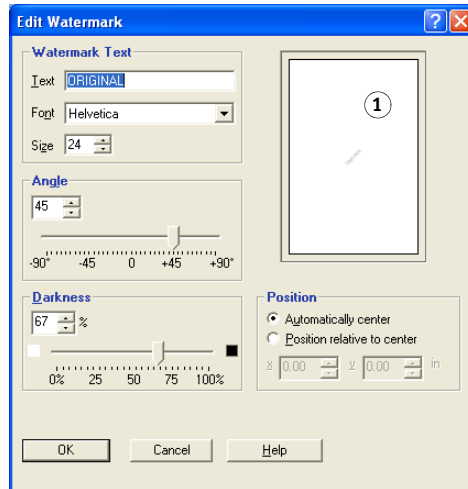 Edit Watermark
Watermark Text
Text ORIGINAL
Font Helvetica
Size 24
Angle
45
-90° -45 0 +45 +90°
Darkness
67 %
0% 25 50 75 100%
1
Position
Automatically center
Position relative to center
x 0.00 y 0.00 in
OK Cancel Help